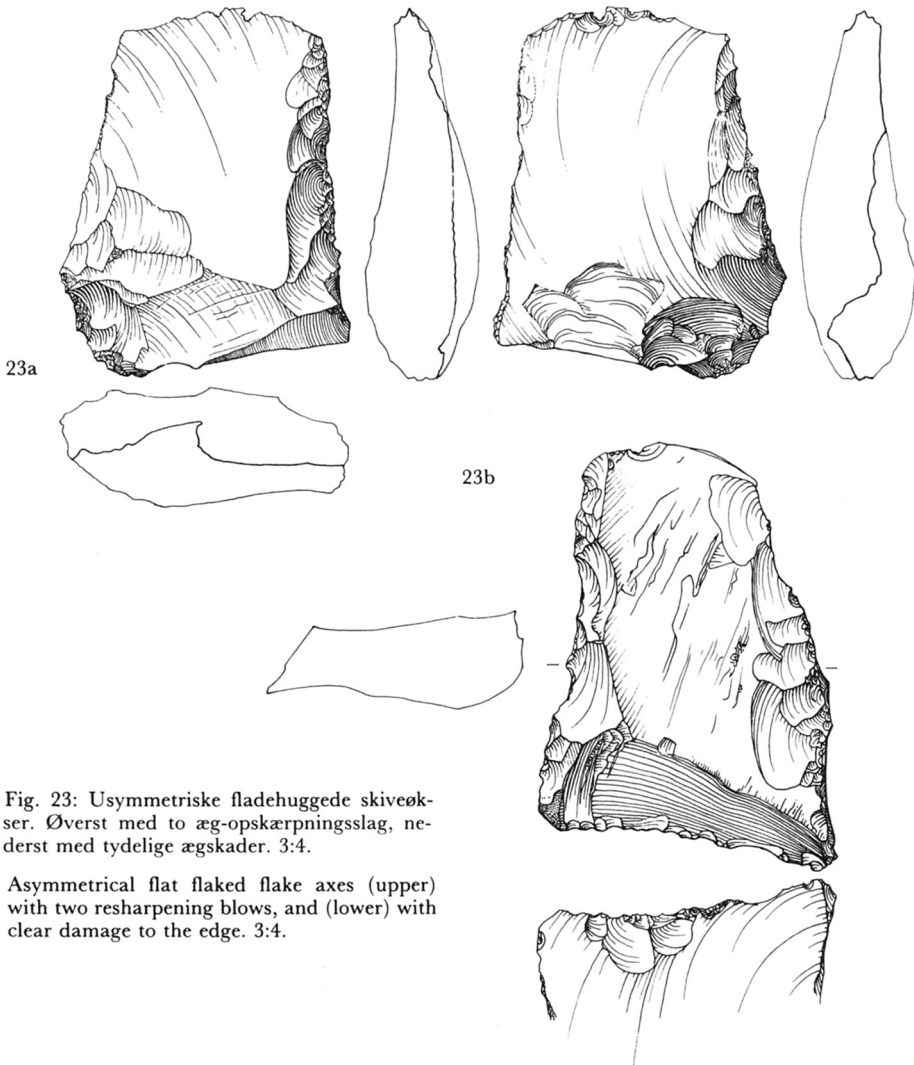 23a
23b
Fig. 23: Usymmetriske fladehuggede skiveøk-
ser. Øverst med to æg-opskærpningsslag, ne-
derst med tydelige ægskader. 3:4.
Asymmetrical flat flaked flake axes (upper)
with two resharpening blows, and (lower) with
clear damage to the edge. 3:4.